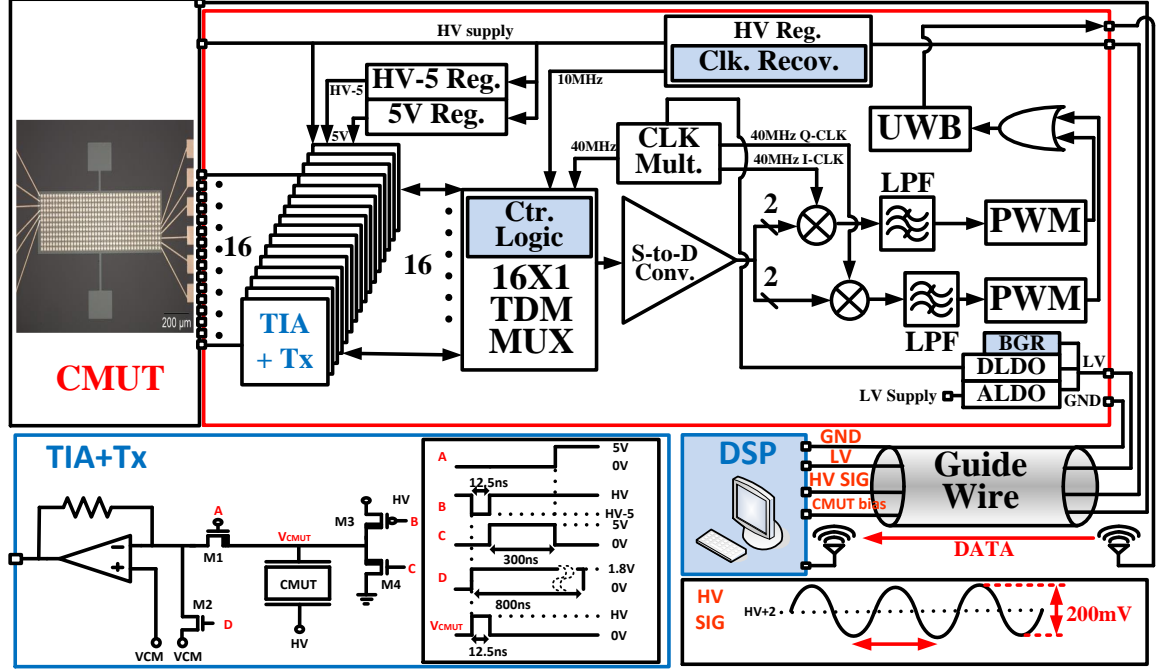 HV supply
HV Reg.
Clk. Recov.
HV-5 Reg.
5V Reg.
HV-5
5V
10MHz
40MHz
CLK
Mult.
40MHz Q-CLK
40MHz I-CLK
UWB
LPF
PWM
2
2
LPF
PWM
16
16
Ctr.
Logic
16X1
TDM
MUX
S-to-D
Conv.
TIA
+ Tx
200 µm
CMUT
BGR
DLDO
ALDO
LV
LV Supply
GND
TIA+Tx
A
M1
M2
D
VCM
VCM
VCMUT
CMUT
HV
HV
M3
B
C
M4
A
5V
0V
12.5ns
B
HV
HV-5
C
5V
0V
300ns
D
1.8V
0V
800ns
VCMUT
HV
0V
12.5ns
DSP
GND
LV
HV SIG
CMUT bias
Guide
Wire
DATA
HV
SIG
HV+2
200mV